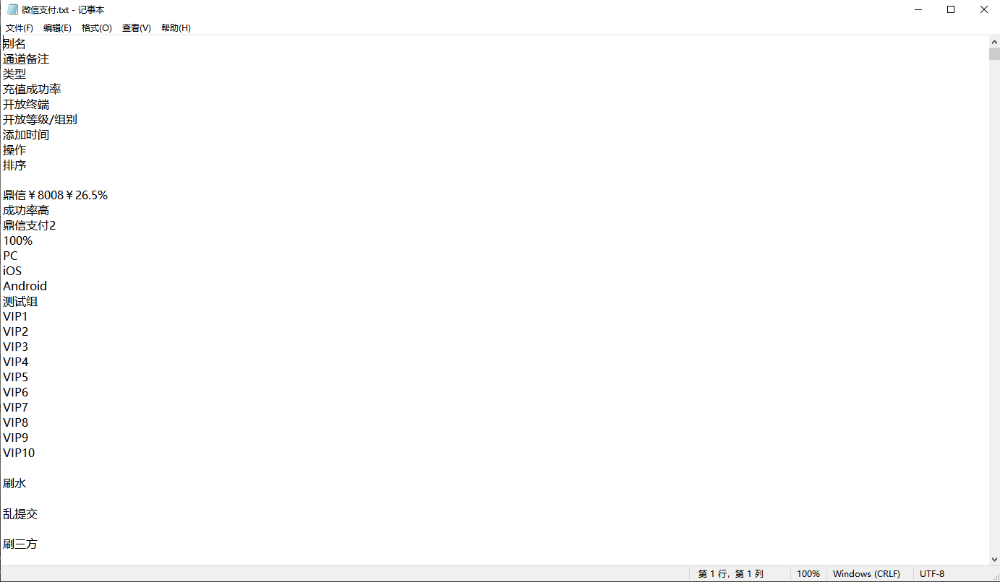 微信支付.txt - 记事本
文件(F) 编辑(E) 格式(O) 查看(V) 帮助(H)
别名
通道备注
类型
充值成功率
开放终端
开放等级/组别
添加时间
操作
排序
鼎信￥8008￥26.5%
成功率高
鼎信支付2
100%
PC
iOS
Android
测试组
VIP1
VIP2
VIP3
VIP4
VIP5
VIP6
VIP7
VIP8
VIP9
VIP10
刷水
乱提交
刷三方
第 1 行，第 1 列 100% Windows (CRLF) UTF-8